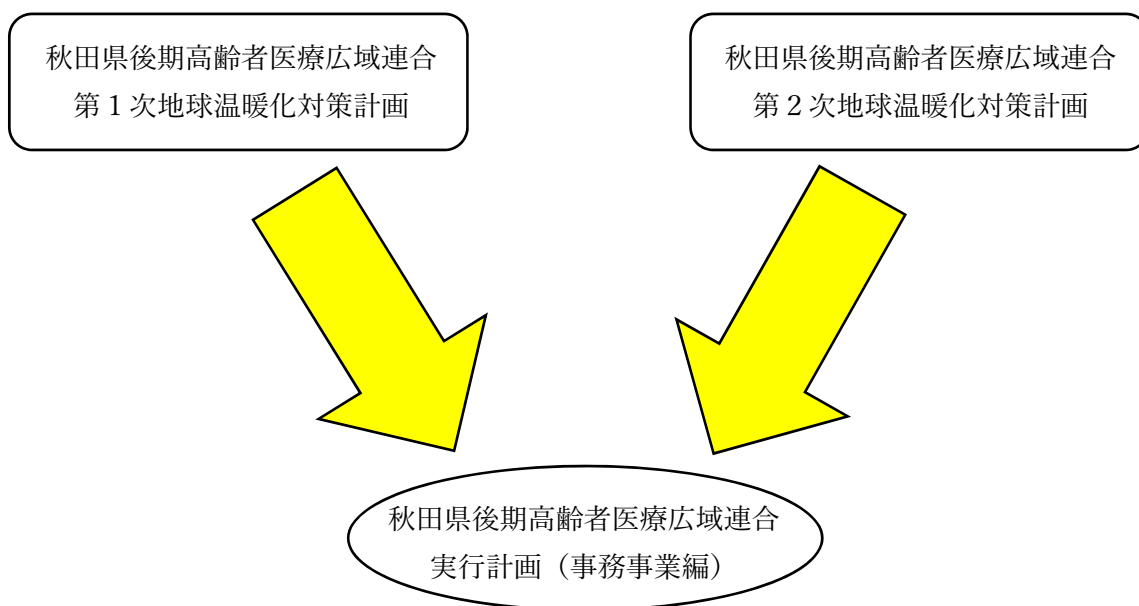 秋田県後期高齢者医療広域連合
第１次地球温暖化対策計画
秋田県後期高齢者医療広域連合
第２次地球温暖化対策計画
秋田県後期高齢者医療広域連合
実行計画（事務事業編）